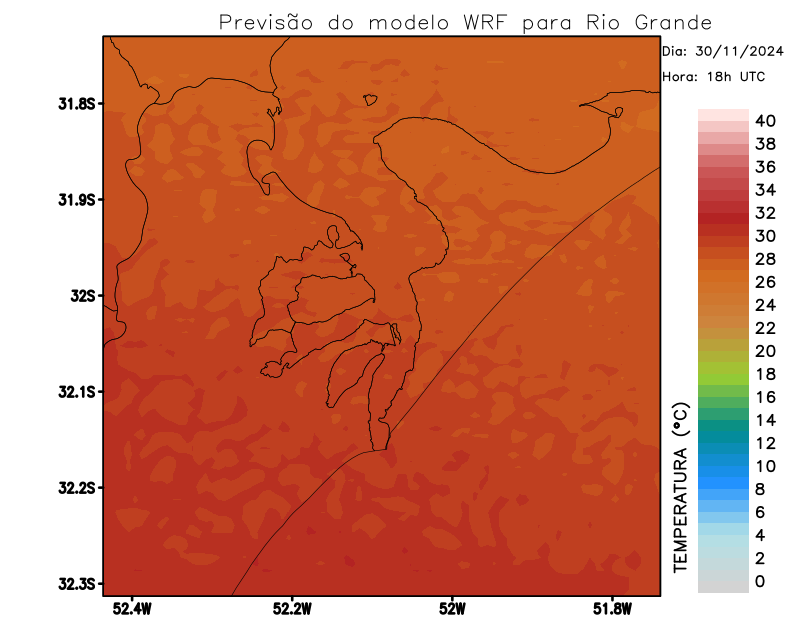 Previsão do modelo WRF para Rio Grande
Dia: 30/11/2024
Hora: 18h UTC
31.8S
31.9S
32S
32.1S
32.2S
32.3S
52.4W
52.2W
52W
51.8W
TEMPERATURA (°C)
40
38
36
34
32
30
28
26
24
22
20
18
16
14
12
10
8
6
4
2
0